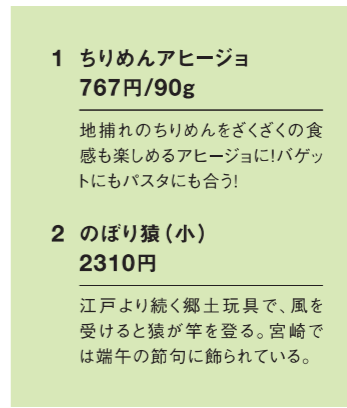 1 ちりめんアヒージョ
767円/90g
地捕れのちりめんをざくざくの食
感も楽しめるアヒージョに!バゲッ
トにもパスタにも合う!
2 のぼり猿（小）
2310円
江戸より続く郷土玩具で、風を
受けると猿が竿を登る。宮崎で
は端午の節句に飾られている。